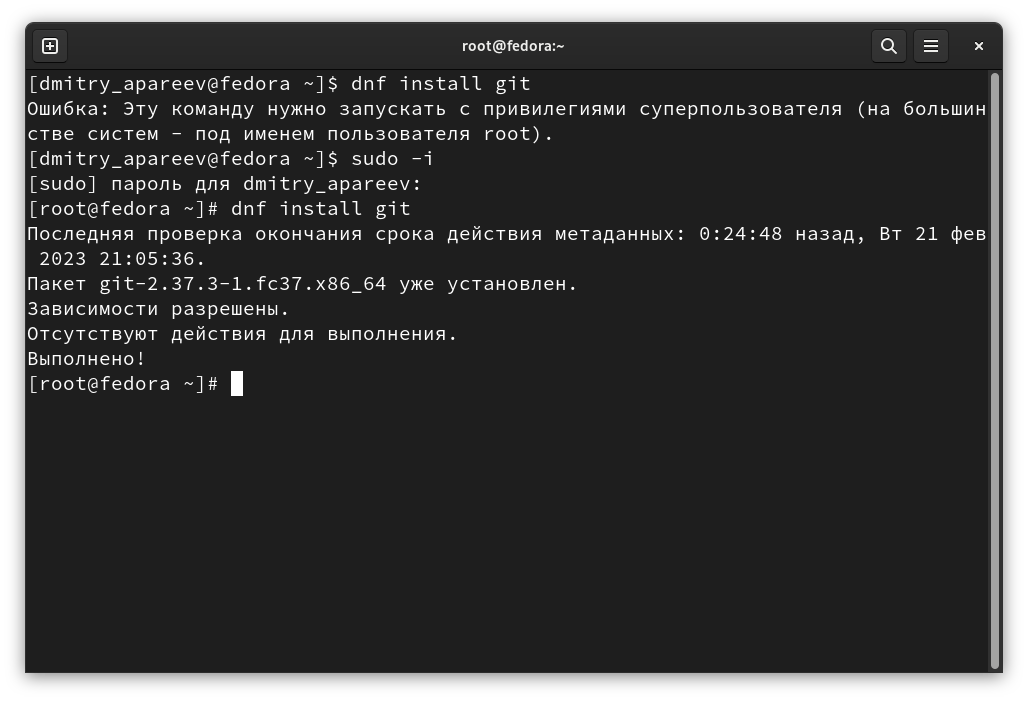 root@fedora:~
[dmitry_apareev@fedora ~]$ dnf install git
Ошибка: Эту команду нужно запускать с привилегиями суперпользователя (на большин
стве систем - под именем пользователя root).
[dmitry_apareev@fedora ~]$ sudo -i
[sudo] пароль для dmitry_apareev:
[root@fedora ~]# dnf install git
Последняя проверка окончания срока действия метаданных: 0:24:48 назад, Вт 21 фев
 2023 21:05:36.
Пакет git-2.37.3-1.fc37.x86_64 уже установлен.
Зависимости разрешены.
Отсутствуют действия для выполнения.
Выполнено!
[root@fedora ~]#